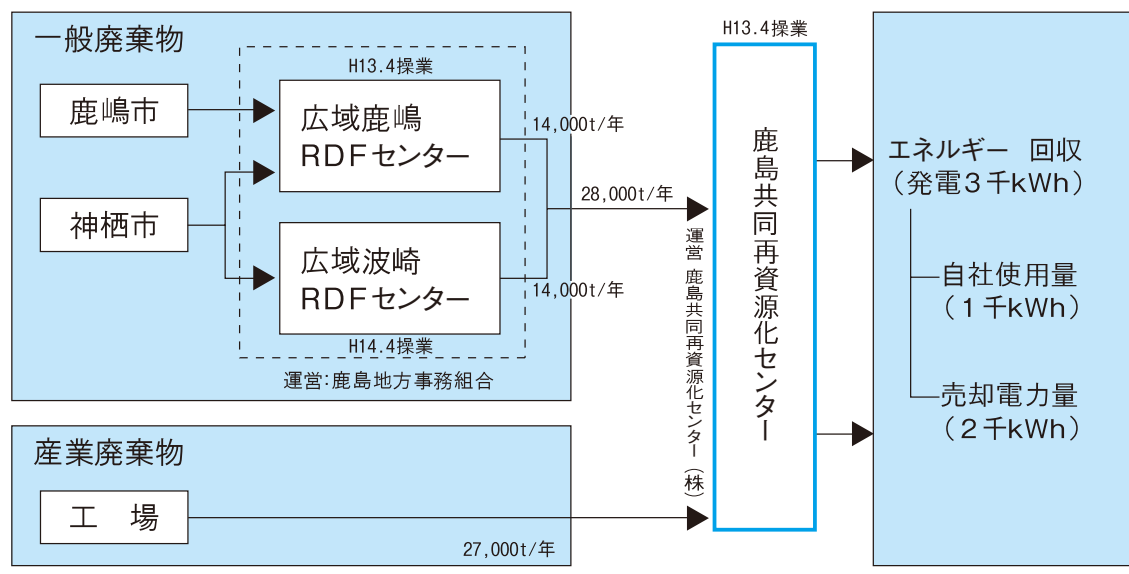 一般廃棄物
鹿嶋市
神栖市
H13.4操業
広域鹿嶋
RDFセンター
広域波崎
RDFセンター
H14.4操業
運営:鹿島地方事務組合
14,000t/年
14,000t/年
28,000t/年
産業廃棄物
工 場
27,000t/年
H13.4操業
鹿島共同再資源化センター
運営 鹿島共同再資源化センター(株)
エネルギー 回収
(発電3千kWh)
自社使用量
(1千kWh)
売却電力量
(2千kWh)